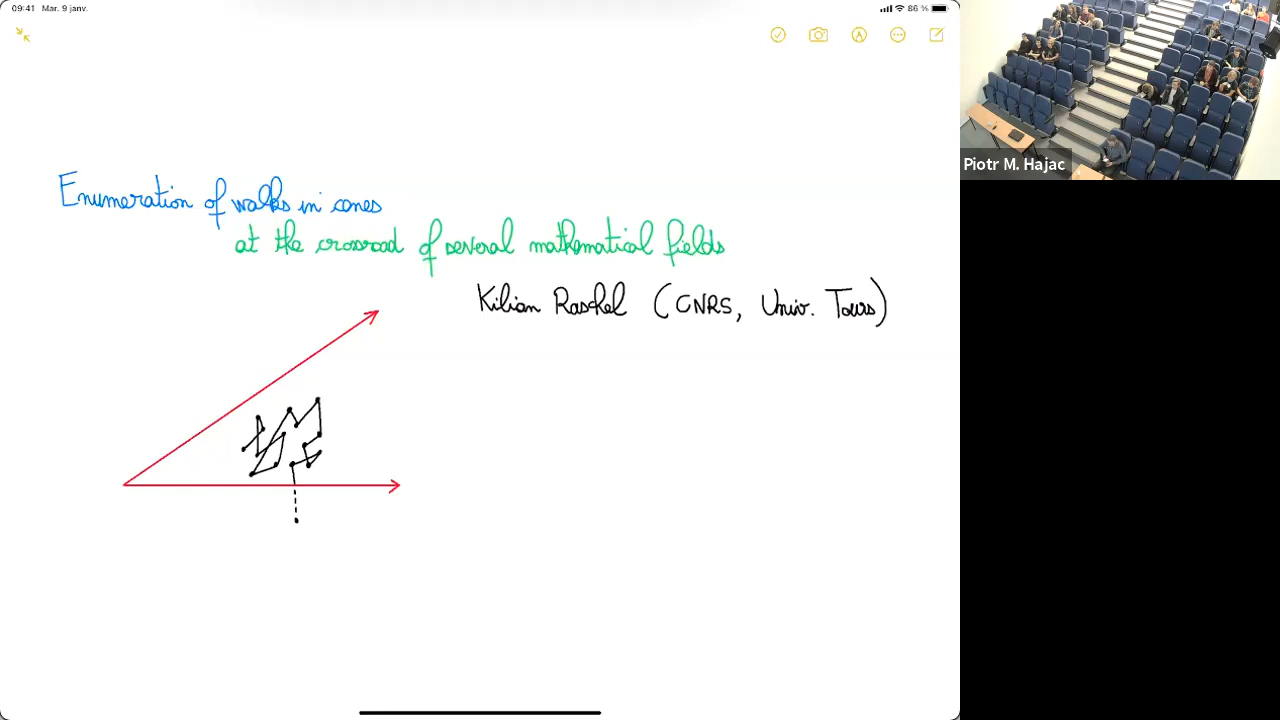 09:41 Mar. 9 janv.
86 %
Enumeration of walks in cones
at the crossroad of several mathematical fields
Kilian Raschel (CNRS, Univ. Tours)
Piotr M. Hajac